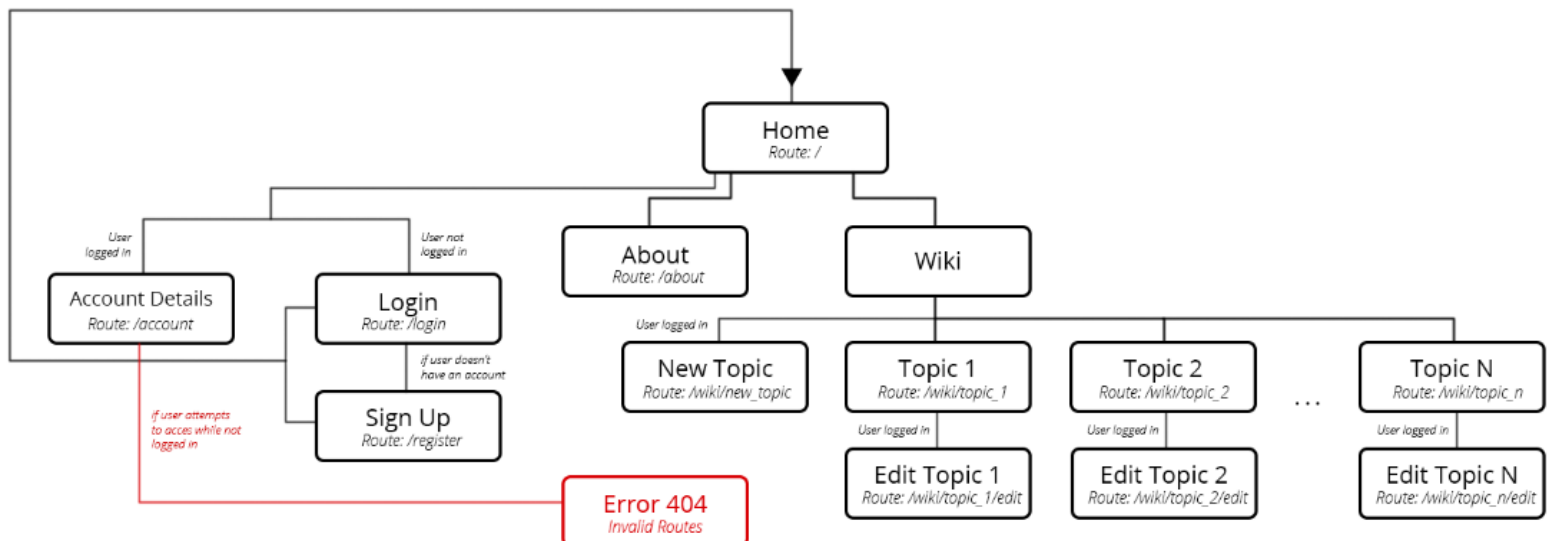 Home
Route: /
User
logged in
User not
logged in
About
Route: /about
Wiki
Account Details
Route: /account
Login
Route: /login
User logged in
if user doesn't
have an account
New Topic
Route: /wiki/new_topic
Topic 1
Route: /wiki/topic_1
Topic 2
Route: /wiki/topic_2
...
Topic N
Route: /wiki/topic_n
if user attempts
to acces while not
logged in
Sign Up
Route: /register
User logged in
User logged in
User logged in
Edit Topic 1
Route: /wiki/topic_1/edit
Edit Topic 2
Route: /wiki/topic_2/edit
Edit Topic N
Route: /wiki/topic_n/edit
Error 404
Invalid Routes